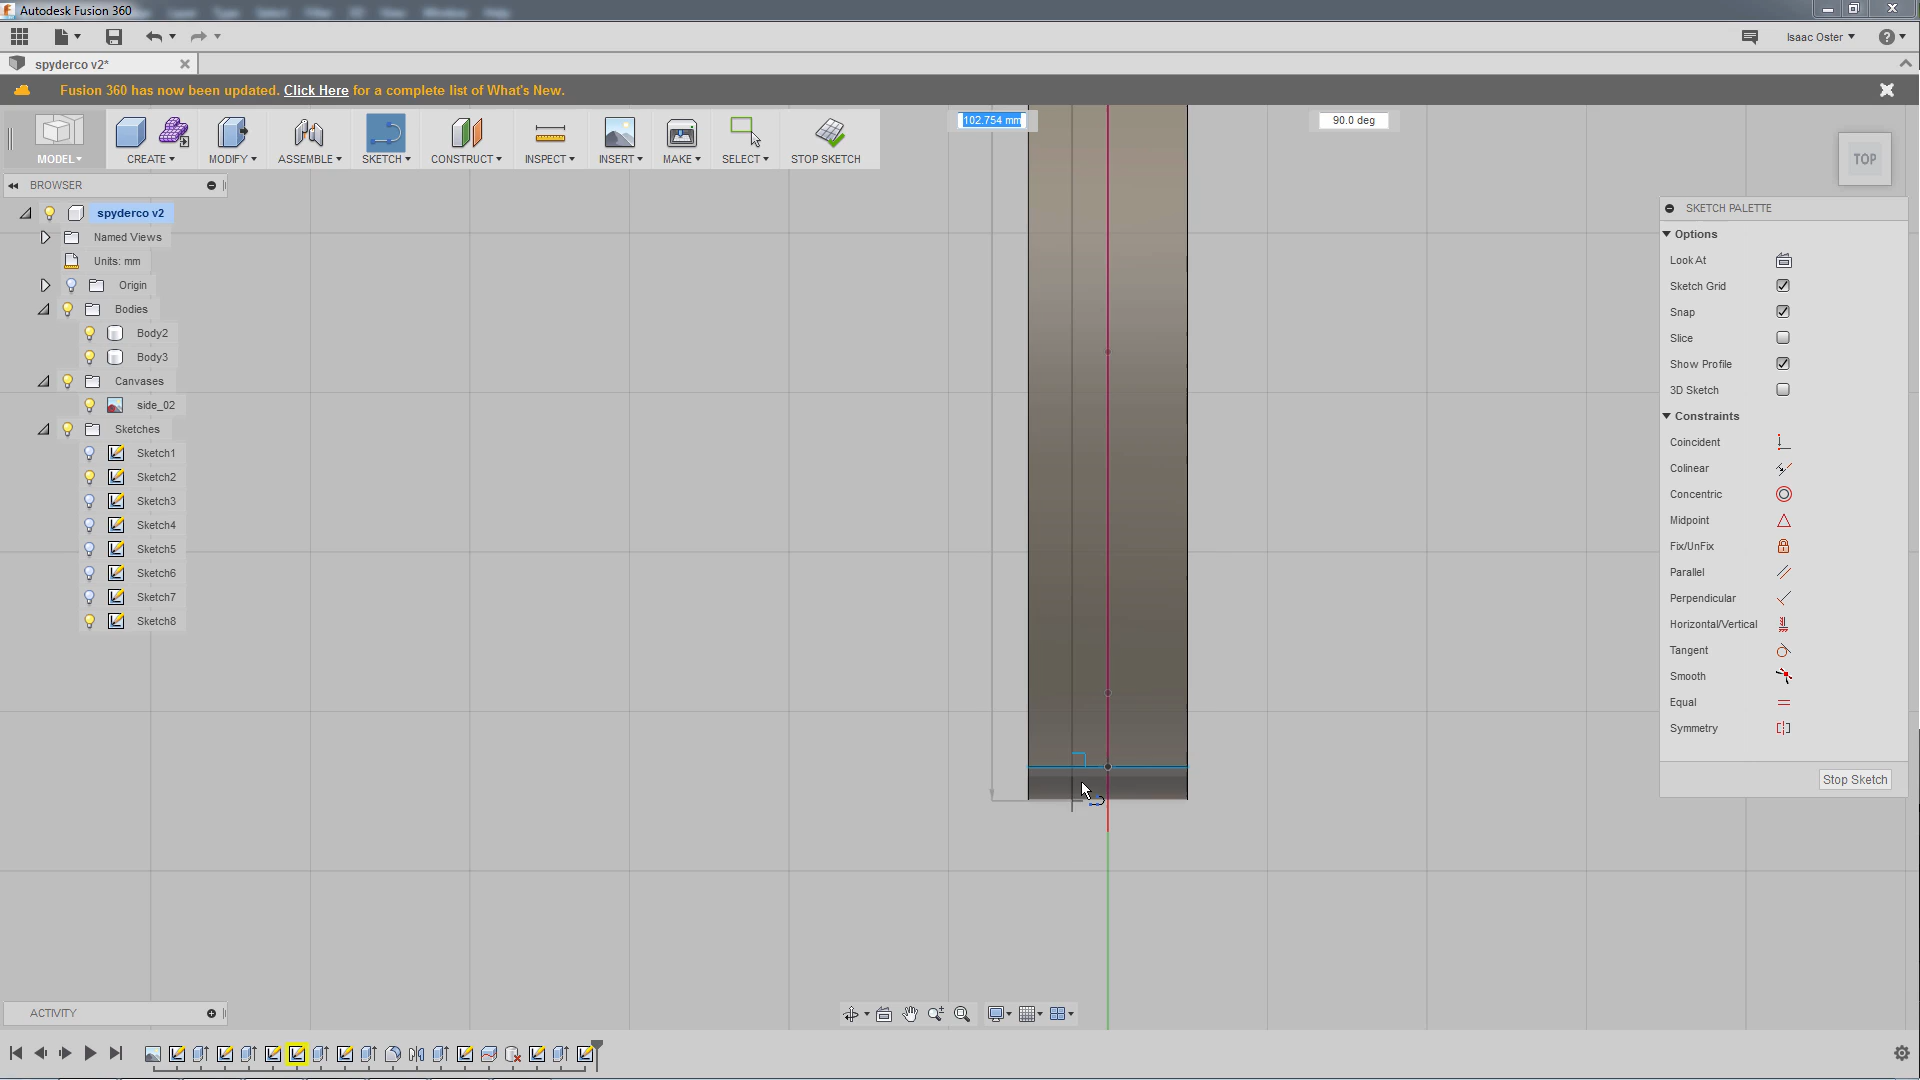 Autodesk Fusion 360
Isaac Oster
spyderco v2*
Fusion 360 has now been updated. Click Here for a complete list of What's New.
MODEL
CREATE
MODIFY
ASSEMBLE
SKETCH
CONSTRUCT
INSPECT
INSERT
MAKE
SELECT
STOP SKETCH
102.754 mm
90.0 deg
TOP
BROWSER
spyderco v2
Named Views
Units: mm
Origin
Bodies
Body2
Body3
Canvases
side_02
Sketches
Sketch1
Sketch2
Sketch3
Sketch4
Sketch5
Sketch6
Sketch7
Sketch8
SKETCH PALETTE
Options
Look At
Sketch Grid
Snap
Slice
Show Profile
3D Sketch
Constraints
Coincident
Colinear
Concentric
Midpoint
Fix/UnFix
Parallel
Perpendicular
Horizontal/Vertical
Tangent
Smooth
Equal
Symmetry
Stop Sketch
ACTIVITY